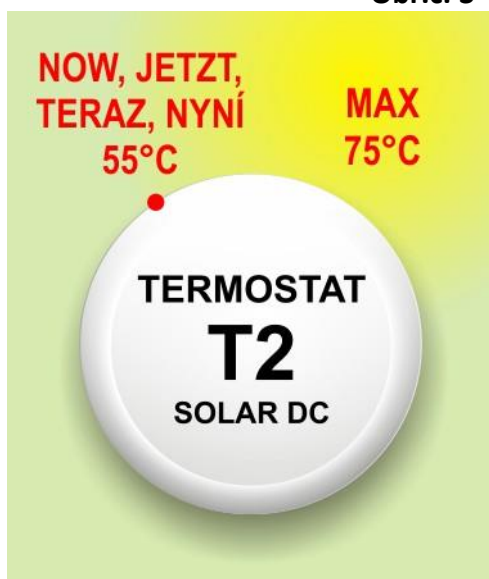 NOW, JETZT,
TERAZ, NYNÍ
55°C
MAX
75°C
TERMOSTAT
T2
SOLAR DC